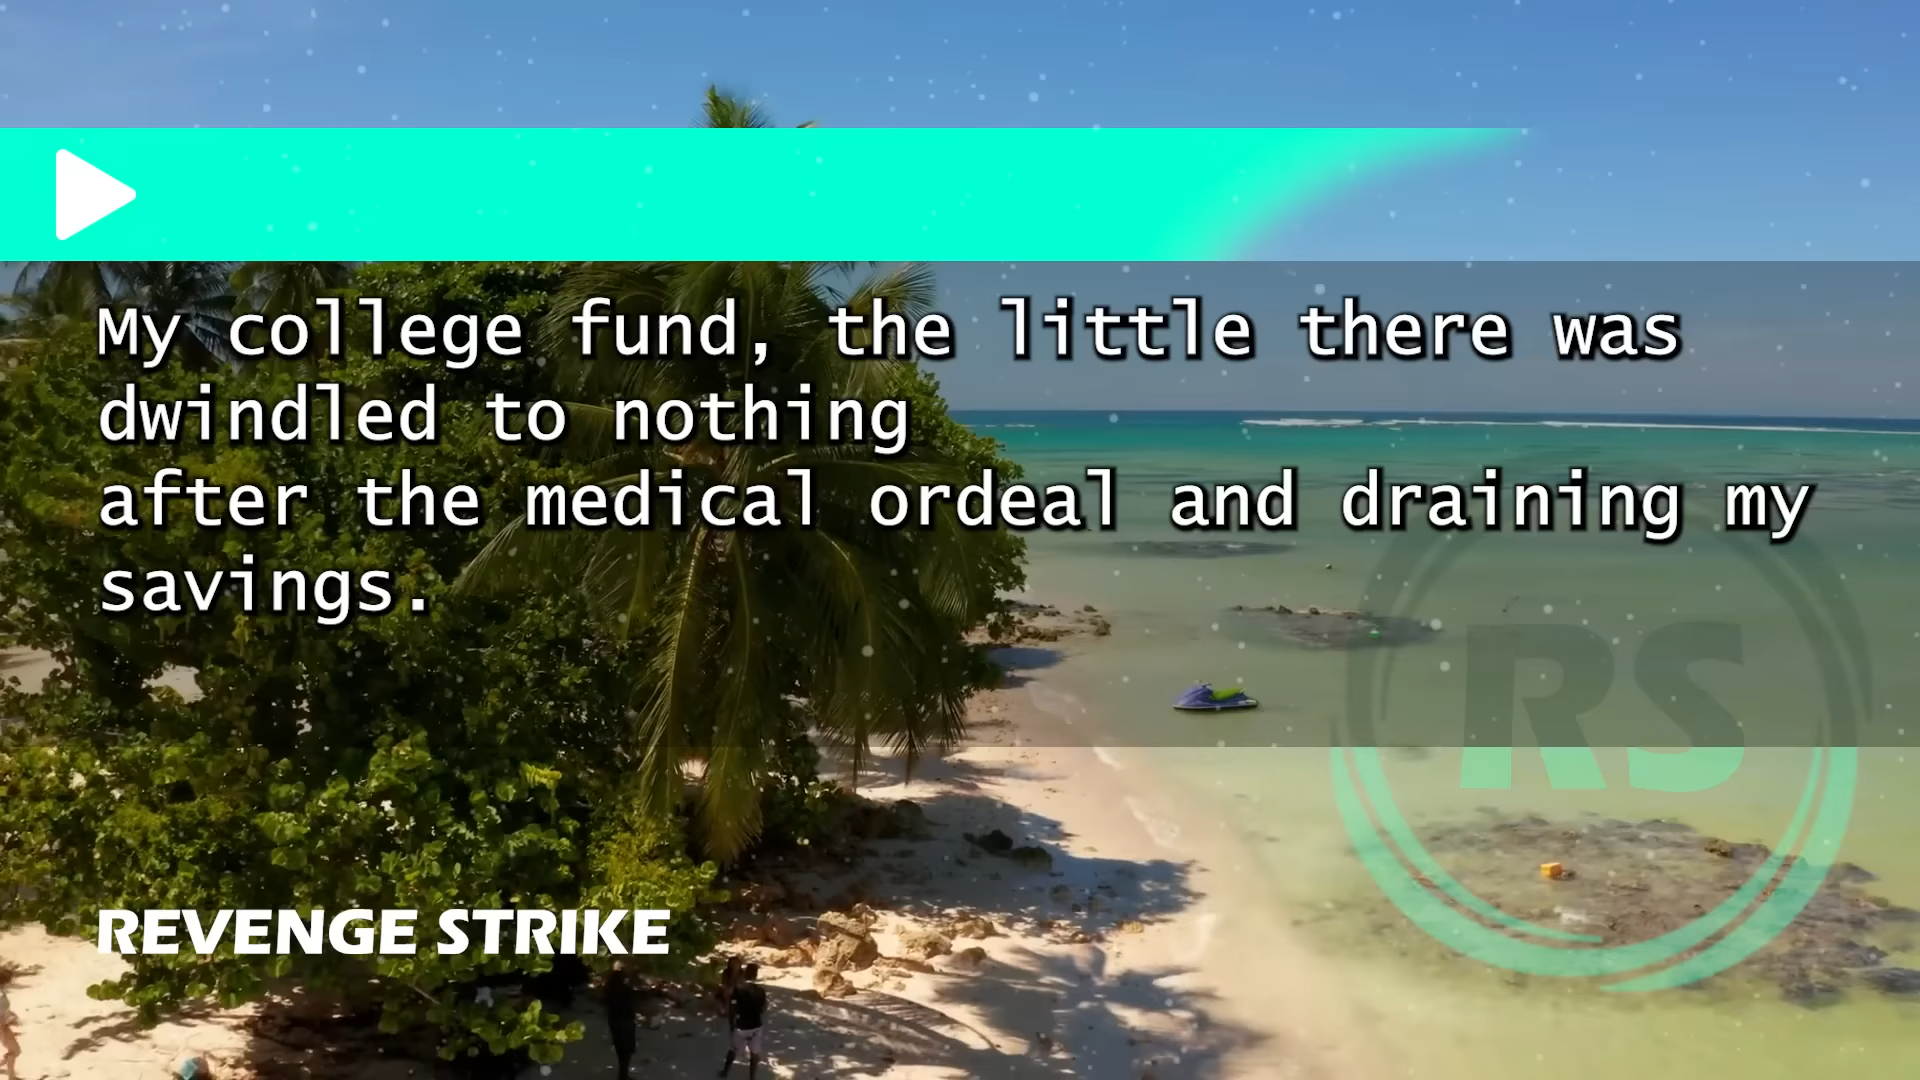 My college fund, the little there was
dwindled to nothing
after the medical ordeal and draining my
savings.
RS
REVENGE STRIKE